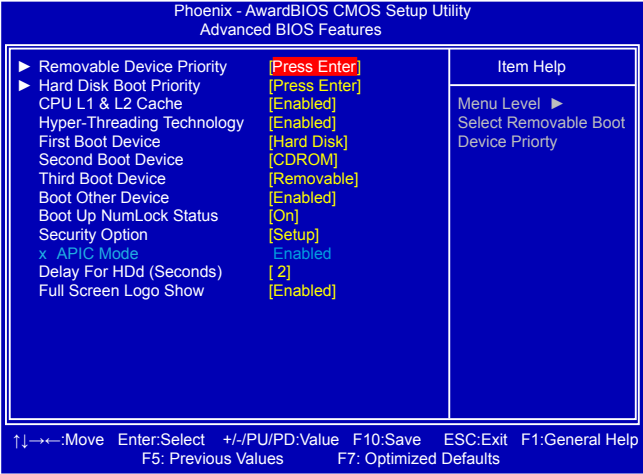 Phoenix - AwardBIOS CMOS Setup Utility
Advanced BIOS Features
► Removable Device Priority [Press Enter]
► Hard Disk Boot Priority [Press Enter]
CPU L1 & L2 Cache [Enabled]
Hyper-Threading Technology [Enabled]
First Boot Device [Hard Disk]
Second Boot Device [CDROM]
Third Boot Device [Removable]
Boot Other Device [Enabled]
Boot Up NumLock Status [On]
Security Option [Setup]
x APIC Mode Enabled
Delay For HDd (Seconds) [ 2]
Full Screen Logo Show [Enabled]
Item Help
Menu Level ►
Select Removable Boot
Device Priorty
↑↓→←:Move Enter:Select +/-/PU/PD:Value F10:Save ESC:Exit F1:General Help
F5: Previous Values F7: Optimized Defaults